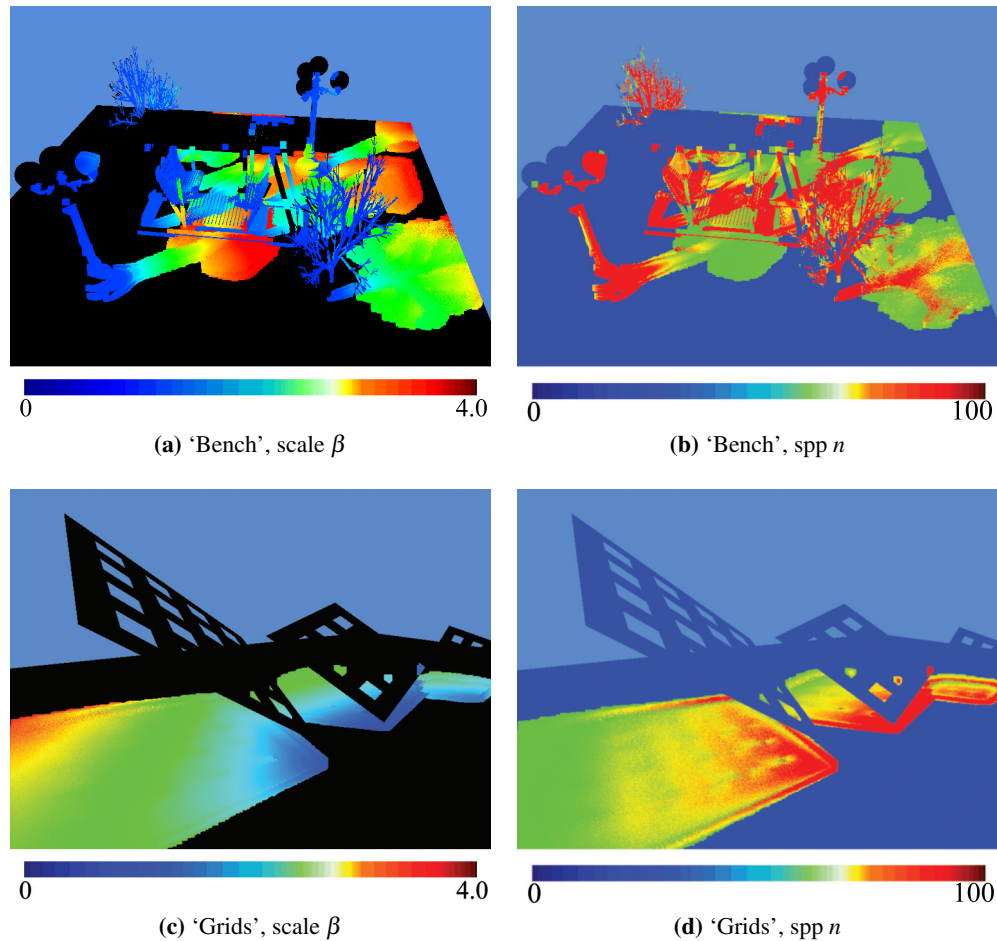 0 4.0
0 100
(a) ‘Bench’, scale β
(b) ‘Bench’, spp n
0 4.0
0 100
(c) ‘Grids’, scale β
(d) ‘Grids’, spp n